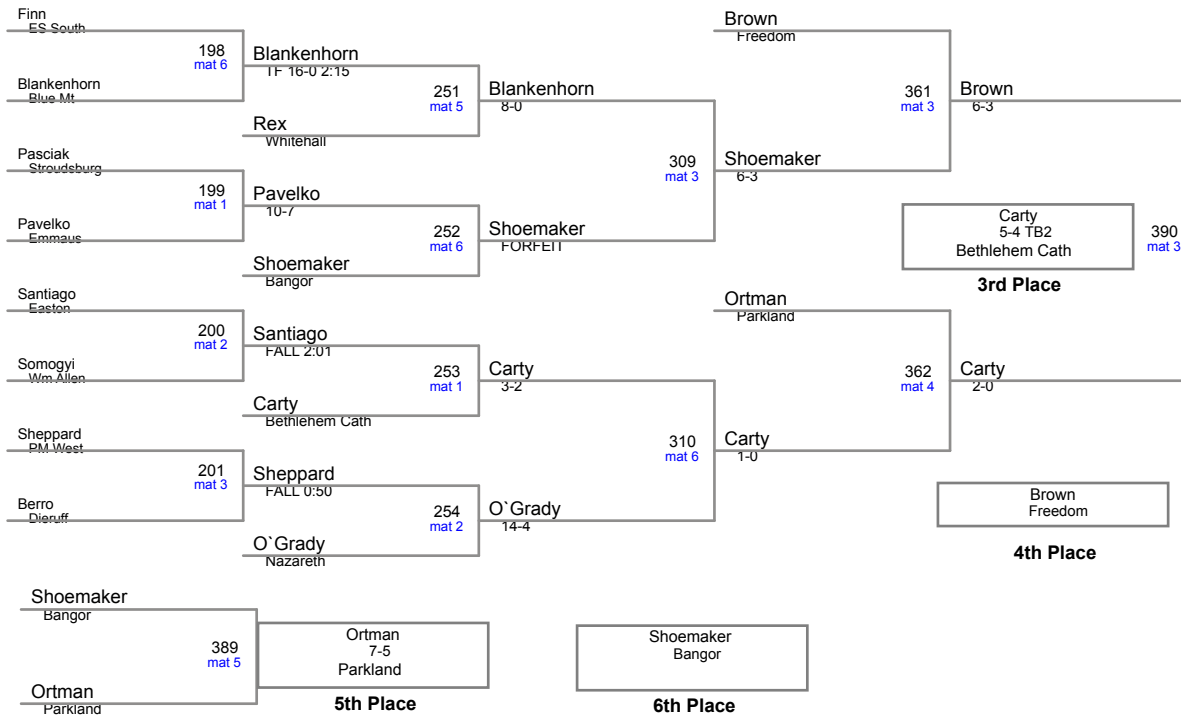 Finn
ES South
198
mat 6
Blankenhorn
Blue Mt
Blankenhorn
TF 16-0 2:15
251
mat 5
Rex
Whitehall
Pasciak
Stroudsburg
199
mat 1
Pavelko
Emmaus
Pavelko
10-7
252
mat 6
Shoemaker
Bangor
Santiago
Easton
200
mat 2
Somogyi
Wm Allen
Santiago
FALL 2:01
253
mat 1
Carty
Bethlehem Cath
Sheppard
PM West
201
mat 3
Berro
Dieruff
Sheppard
FALL 0:50
254
mat 2
O`Grady
Nazareth
Blankenhorn
8-0
309
mat 3
Shoemaker
FORFEIT
Carty
3-2
310
mat 6
O`Grady
14-4
Brown
Freedom
361
mat 3
Shoemaker
6-3
Brown
6-3
Ortman
Parkland
362
mat 4
Carty
1-0
Carty
2-0
Carty
5-4 TB2
Bethlehem Cath
390
mat 3
3rd Place
Brown
Freedom
4th Place
Shoemaker
Bangor
389
mat 5
Ortman
Parkland
Ortman
7-5
Parkland
5th Place
Shoemaker
Bangor
6th Place